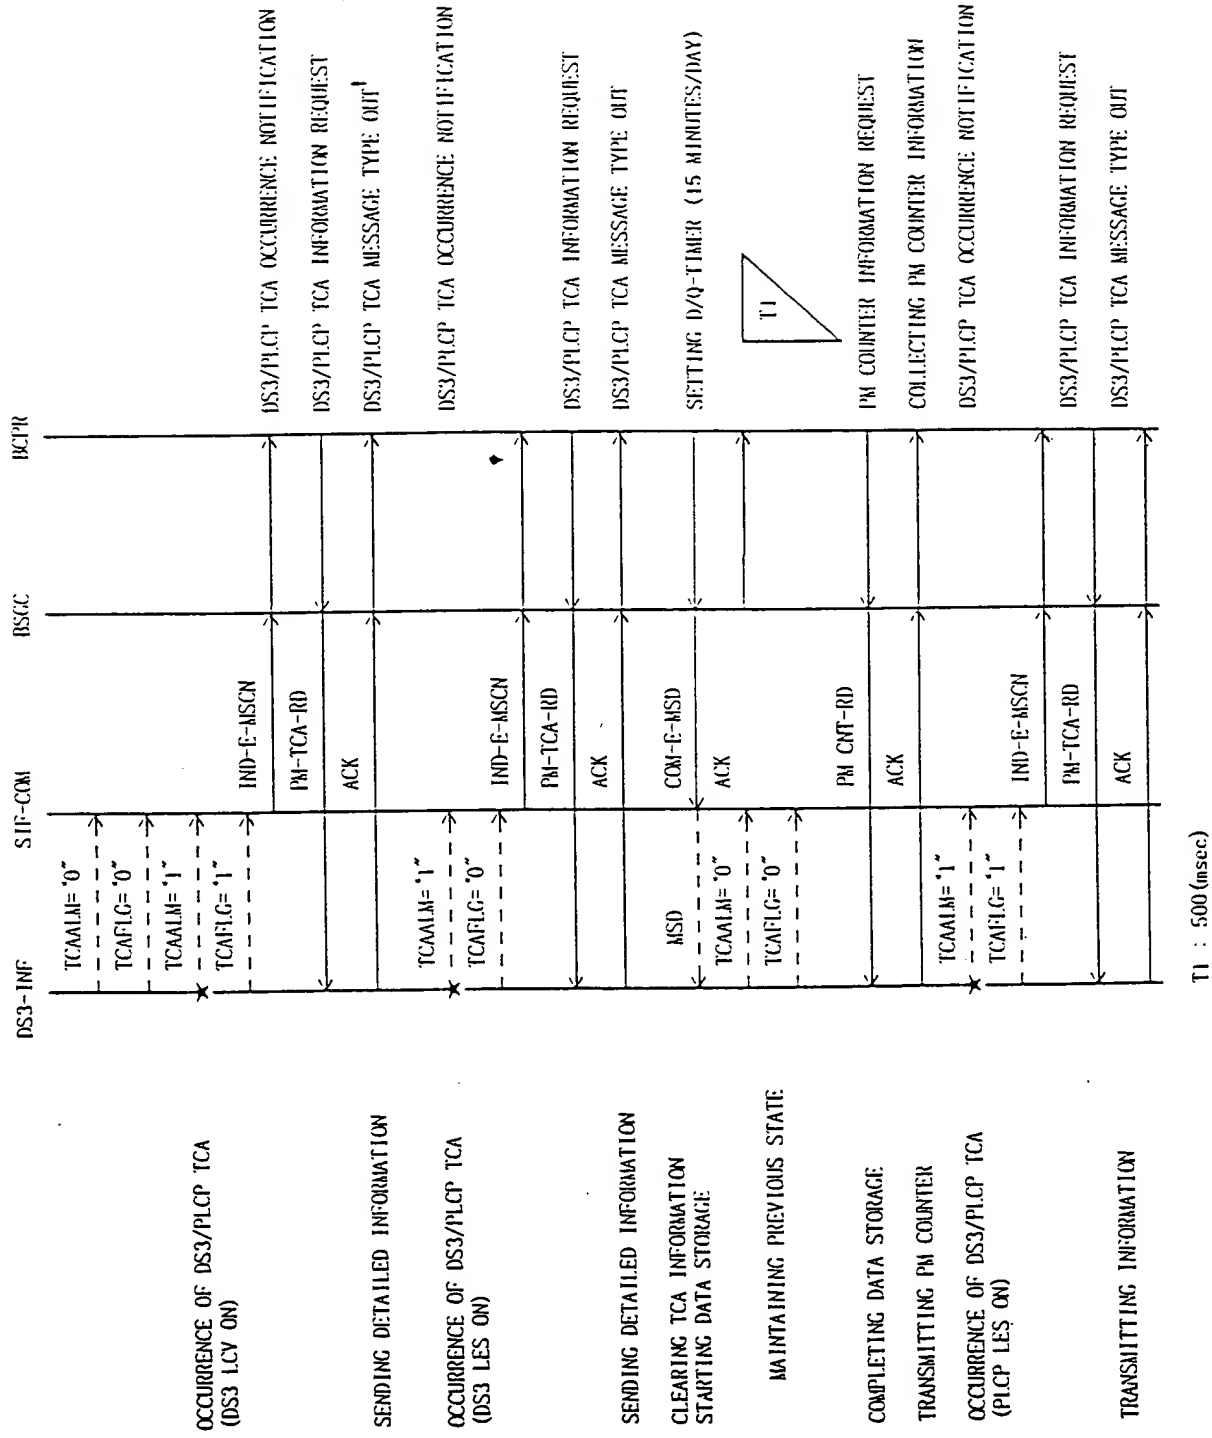 DS3-INF
SIF-COM
BSGC
BCPR
TCAALM="0"
TCAFLG="0"
TCAALM="1"
OCCURRENCE OF DS3/PLCP TCA
(DS3 LCV ON)
TCAFLG="1"
IND-E-MSCN
DS3/PLCP TCA OCCURRENCE NOTIFICATION
PM-TCA-RD
DS3/PLCP TCA INFORMATION REQUEST
SENDING DETAILED INFORMATION
ACK
DS3/PLCP TCA MESSAGE TYPE OUT
OCCURRENCE OF DS3/PLCP TCA
(DS3 LES ON)
TCAALM="1"
DS3/PLCP TCA OCCURRENCE NOTIFICATION
TCAFLG="0"
IND-E-MSCN
PM-TCA-RD
DS3/PLCP TCA INFORMATION REQUEST
SENDING DETAILED INFORMATION
ACK
DS3/PLCP TCA MESSAGE TYPE OUT
CLEARING TCA INFORMATION
STARTING DATA STORAGE
MSD
COM-E-MSD
SETTING D/Q-TIMER (15 MINUTES/DAY)
TCAALM="0"
ACK
TCAFLG="0"
T1
MAINTAINING PREVIOUS STATE
COMPLETING DATA STORAGE
PM CNT-RD
PM COUNTER INFORMATION REQUEST
TRANSMITTING PM COUNTER
ACK
COLLECTING PM COUNTER INFORMATION
OCCURRENCE OF DS3/PLCP TCA
(PLCP LES ON)
TCAALM="1"
DS3/PLCP TCA OCCURRENCE NOTIFICATION
TCAFLG="1"
IND-E-MSCN
PM-TCA-RD
DS3/PLCP TCA INFORMATION REQUEST
TRANSMITTING INFORMATION
ACK
DS3/PLCP TCA MESSAGE TYPE OUT
T1 : 500(msec)